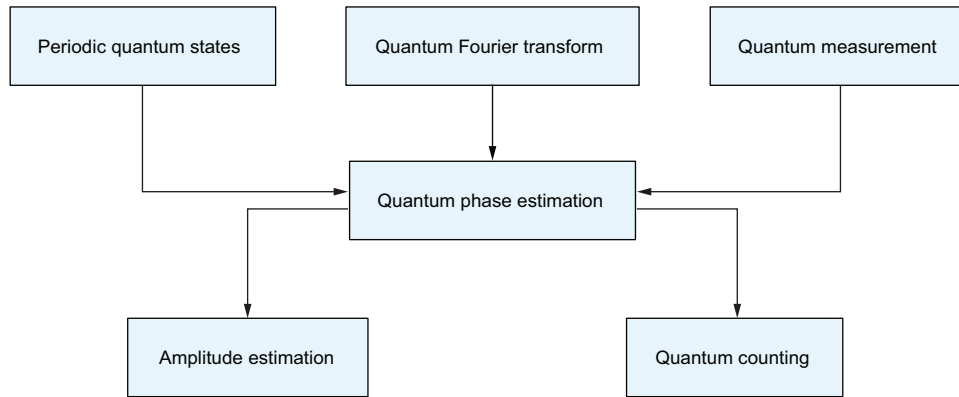 Periodic quantum states
Quantum Fourier transform
Quantum measurement
Quantum phase estimation
Amplitude estimation
Quantum counting